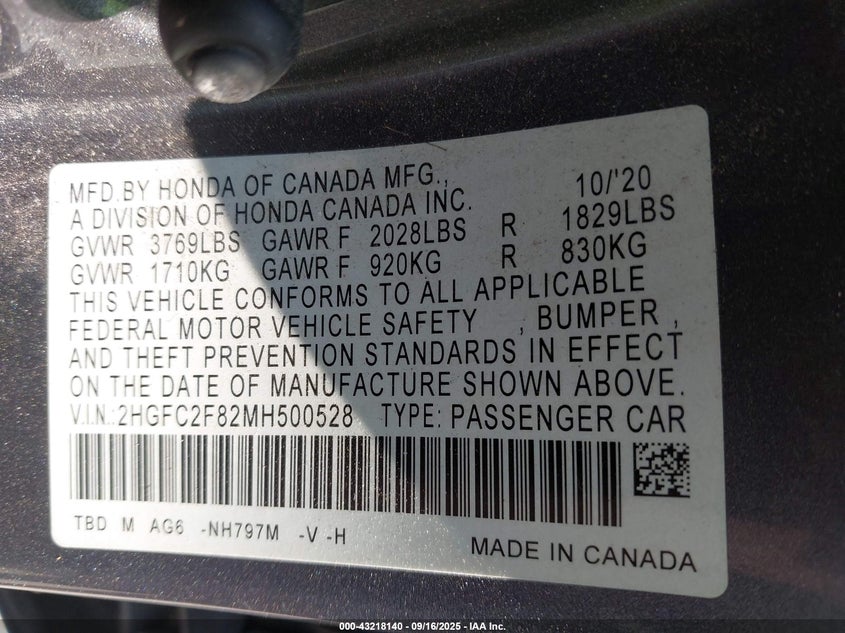 MFD.BY HONDA OF CANADA MFG., 10/'20
A DIVISION OF HONDA CANADA INC.
GVWR 3769LBS GAWR F 2028LBS R 1829LBS
GVWR 1710KG GAWR F 920KG R 830KG
THIS VEHICLE CONFORMS TO ALL APPLICABLE
FEDERAL MOTOR VEHICLE SAFETY , BUMPER ,
AND THEFT PREVENTION STANDARDS IN EFFECT
ON THE DATE OF MANUFACTURE SHOWN ABOVE.
V.I.N.:2HGFC2F82MH500528 TYPE: PASSENGER CAR
TBD M AG6 -NH797M -V -H
MADE IN CANADA
000-43218140 - 09/16/2025 - IAA Inc.